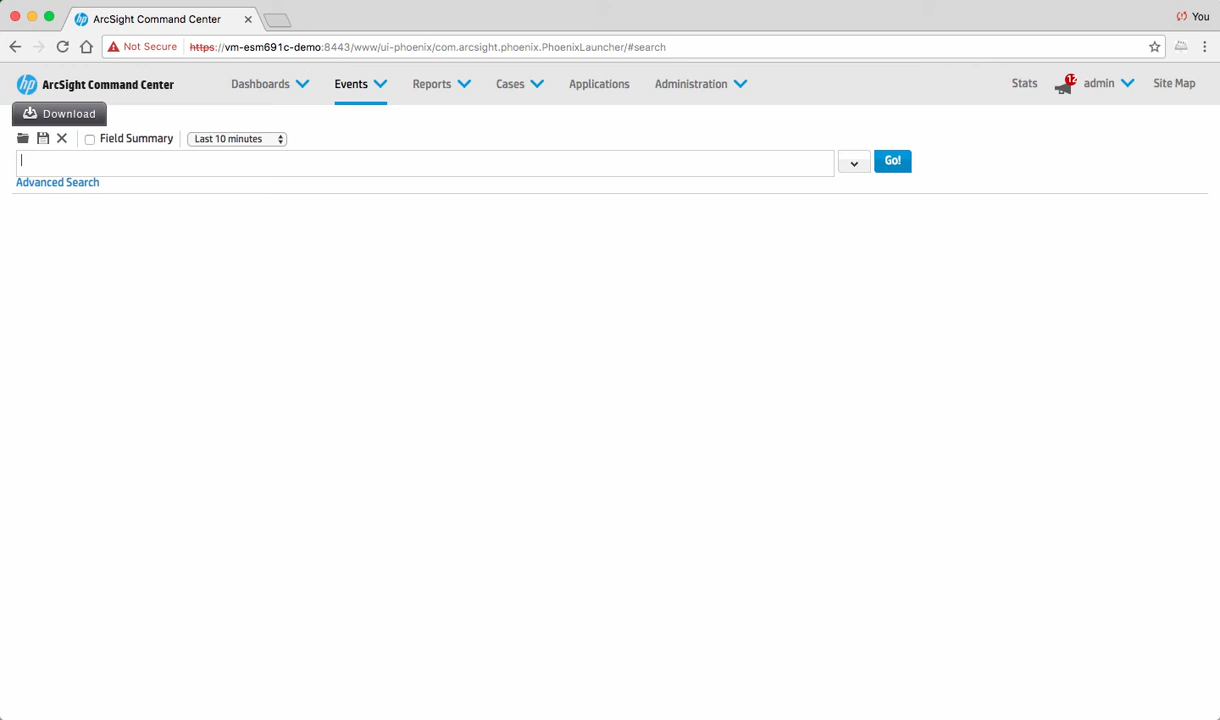 ArcSight Command Center
You
Not Secure https://vm-esm691c-demo:8443/www/ui-phoenix/com.arcsight.phoenix.PhoenixLauncher/#search
hp ArcSight Command Center Dashboards Events Reports Cases Applications Administration Stats 12 admin Site Map
Download
Field Summary Last 10 minutes
Go!
Advanced Search